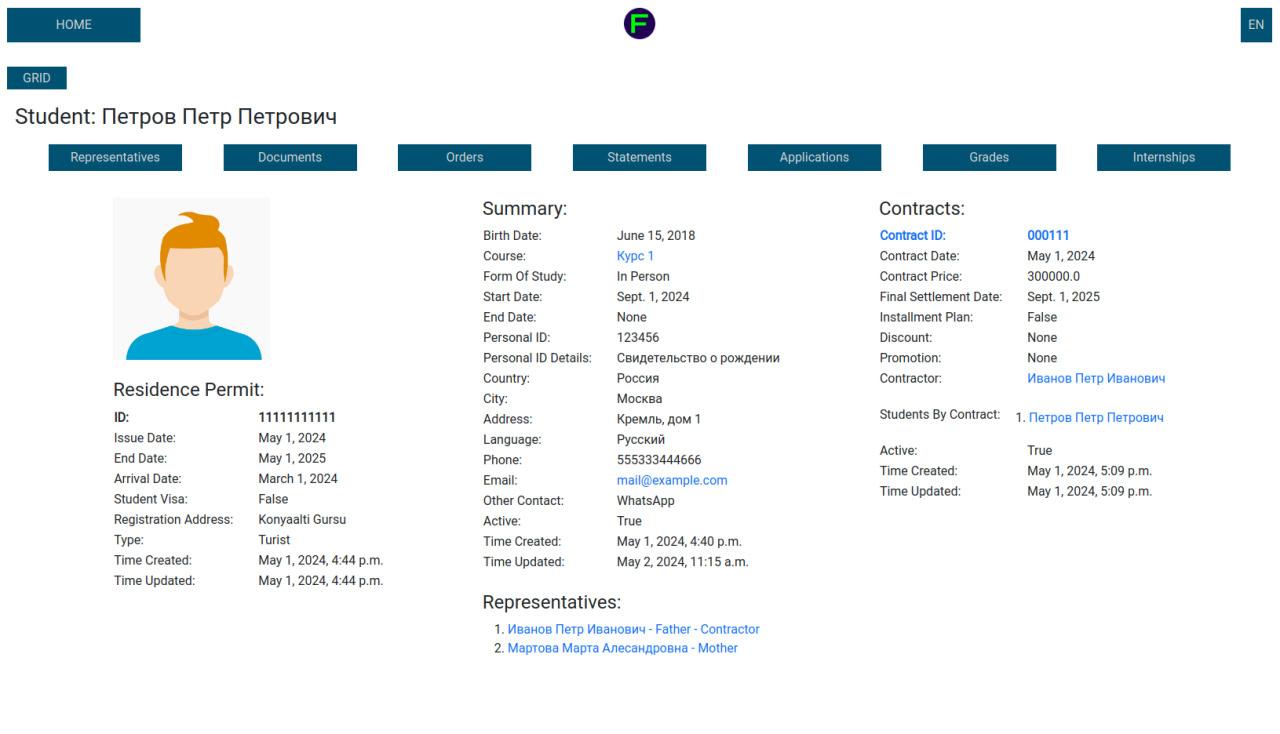 HOME
F
EN
GRID
Student: Петров Петр Петрович
Representatives
Documents
Orders
Statements
Applications
Grades
Internships
Residence Permit:
ID: 11111111111
Issue Date: May 1, 2024
End Date: May 1, 2025
Arrival Date: March 1, 2024
Student Visa: False
Registration Address: Konyaalti Gursu
Type: Turist
Time Created: May 1, 2024, 4:44 p.m.
Time Updated: May 1, 2024, 4:44 p.m.
Summary:
Birth Date: June 15, 2018
Course: Курс 1
Form Of Study: In Person
Start Date: Sept. 1, 2024
End Date: None
Personal ID: 123456
Personal ID Details: Свидетельство о рождении
Country: Россия
City: Москва
Address: Кремль, дом 1
Language: Русский
Phone: 555333444666
Email: mail@example.com
Other Contact: WhatsApp
Active: True
Time Created: May 1, 2024, 4:40 p.m.
Time Updated: May 2, 2024, 11:15 a.m.
Representatives:
1. Иванов Петр Иванович - Father - Contractor
2. Мартова Марта Алесандровна - Mother
Contracts:
Contract ID: 000111
Contract Date: May 1, 2024
Contract Price: 300000.0
Final Settlement Date: Sept. 1, 2025
Installment Plan: False
Discount: None
Promotion: None
Contractor: Иванов Петр Иванович
Students By Contract: 1. Петров Петр Петрович
Active: True
Time Created: May 1, 2024, 5:09 p.m.
Time Updated: May 1, 2024, 5:09 p.m.